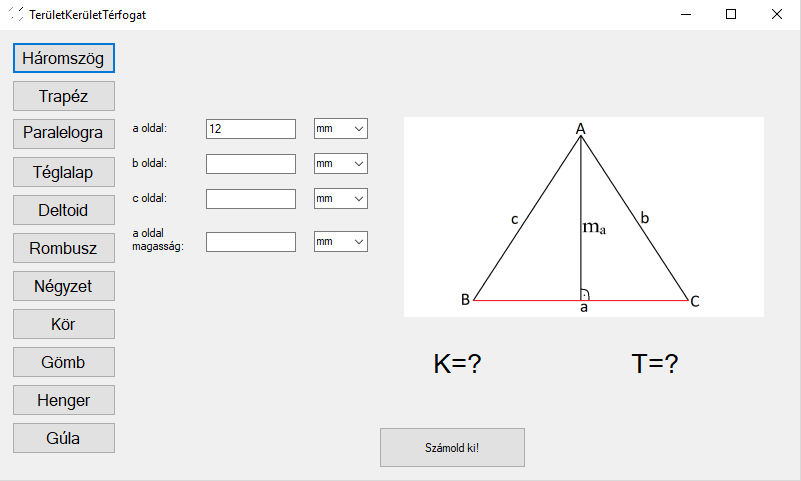 TerületKerületTérfogat
Háromszög
Trapéz
Paralelogra
Téglalap
Deltoid
Rombusz
Négyzet
Kör
Gömb
Henger
Gúla
a oldal: 12 mm
b oldal: mm
c oldal: mm
a oldal
magasság: mm
A
c
b
ma
B
a
C
K=?
T=?
Számold ki!